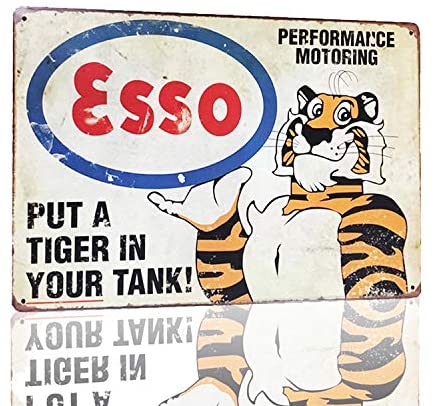 Esso
PERFORMANCE
MOTORING
PUT A
TIGER IN
YOUR TANK!